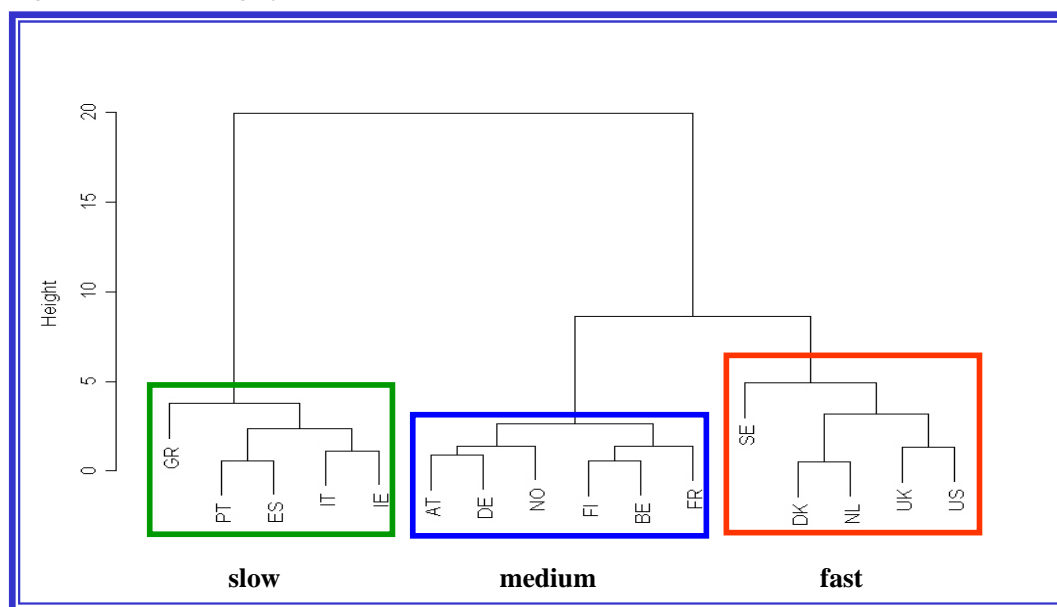 20
15
10
5
0
Height
GR
PT
ES
IT
IE
AT
DE
NO
FI
BE
FR
SE
DK
NL
UK
US
slow medium fast